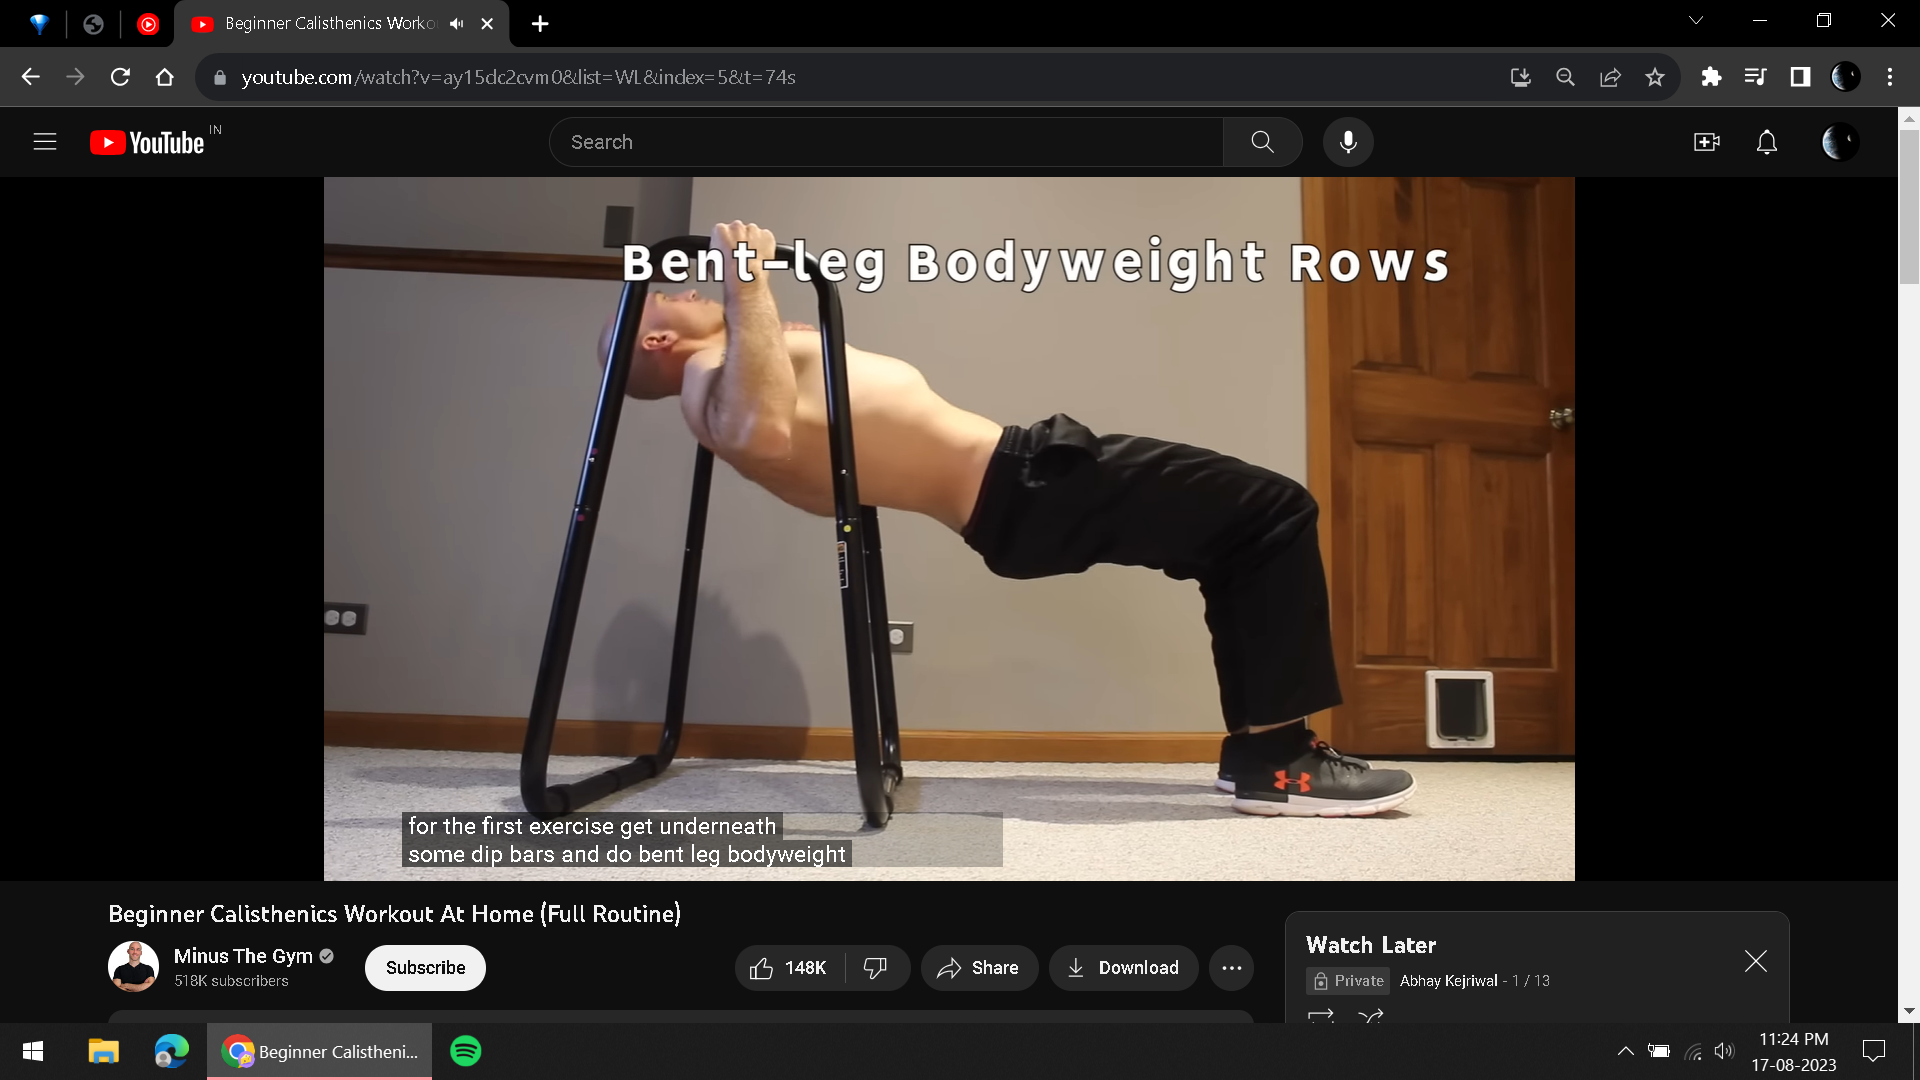 Beginner Calisthenics Worko
youtube.com/watch?v=ay15dc2cvm0&list=WL&index=5&t=74s
YouTube IN
Search
Bent-leg Bodyweight Rows
for the first exercise get underneath
some dip bars and do bent leg bodyweight
Beginner Calisthenics Workout At Home (Full Routine)
Minus The Gym
518K subscribers
Subscribe
148K
Share
Download
Watch Later
Private Abhay Kejriwal - 1 / 13
Beginner Calistheni...
11:24 PM
17-08-2023